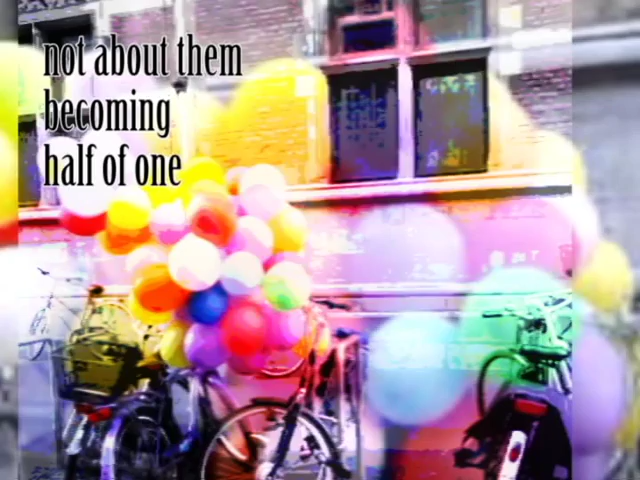 not about them
becoming
half of one